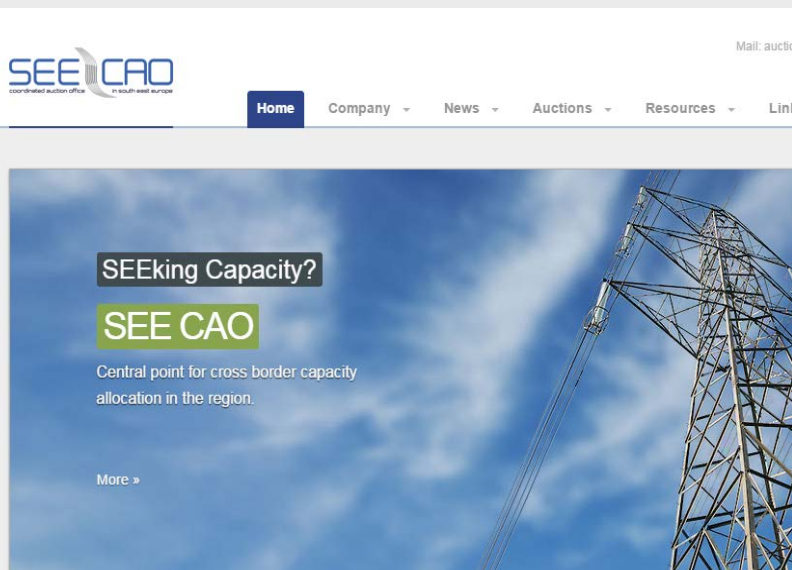 Mail: auctio
SEE CAO
coordinated auction office in south east europe
Home Company News Auctions Resources Lin
SEEking Capacity?
SEE CAO
Central point for cross border capacity
allocation in the region.
More »